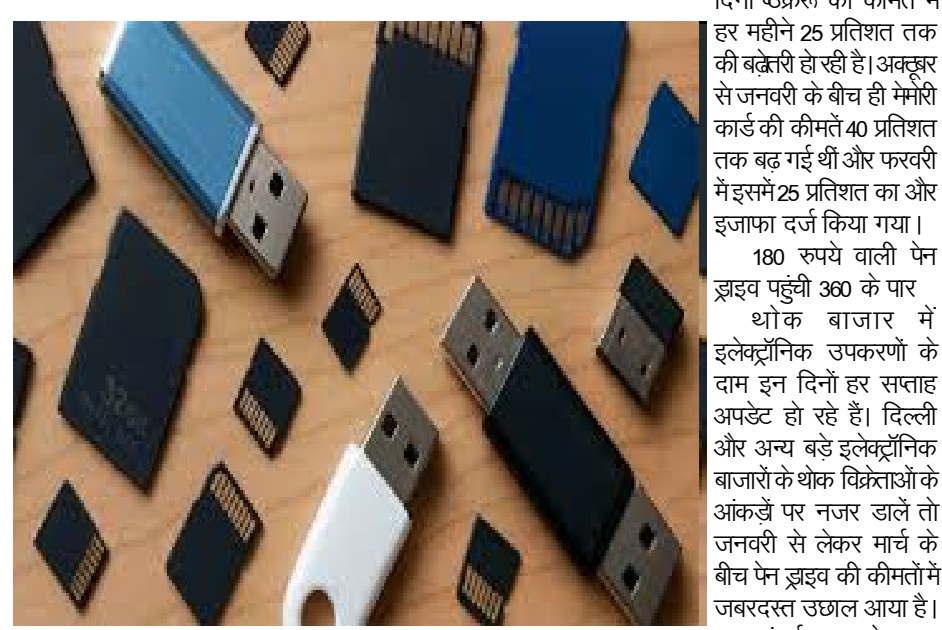 हर महीने 25 प्रतिशत तक
की बढ़ोतरी हो रही है। अक्टूबर
से जनवरी के बीच ही मेमोरी
कार्ड की कीमतें 40 प्रतिशत
तक बढ़ गई थीं और फरवरी
में इसमें 25 प्रतिशत का और
इजाफा दर्ज किया गया।
180 रुपये वाली पेन
ड्राइव पहुंची 360 के पार
थोक बाजार में
इलेक्ट्रॉनिक उपकरणों के
दाम इन दिनों हर सप्ताह
अपडेट हो रहे हैं। दिल्ली
और अन्य बड़े इलेक्ट्रॉनिक
बाजारों के थोक विक्रेताओं के
आंकड़ों पर नजर डालें तो
जनवरी से लेकर मार्च के
बीच पेन ड्राइव की कीमतों में
जबरदस्त उछाल आया है।